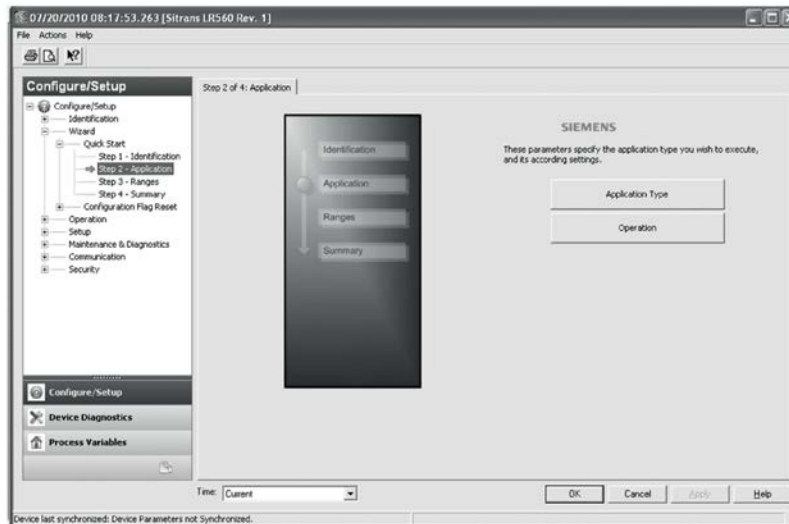 07/20/2010 08:17:53.263 [Sitrans LR560 Rev. 1]
File Actions Help
Configure/Setup
Configure/Setup
Identification
Wizard
Quick Start
Step 1 - Identification
Step 2 - Application
Step 3 - Ranges
Step 4 - Summary
Configuration Flag Reset
Operation
Setup
Maintenance & Diagnostics
Communication
Security
Configure/Setup
Device Diagnostics
Process Variables
Step 2 of 4: Application
Identification
Application
Ranges
Summary
SIEMENS
These parameters specify the application type you wish to execute,
and its according settings.
Application Type
Operation
Time: Current
OK Cancel Apply Help
Device last synchronized: Device Parameters not Synchronized.